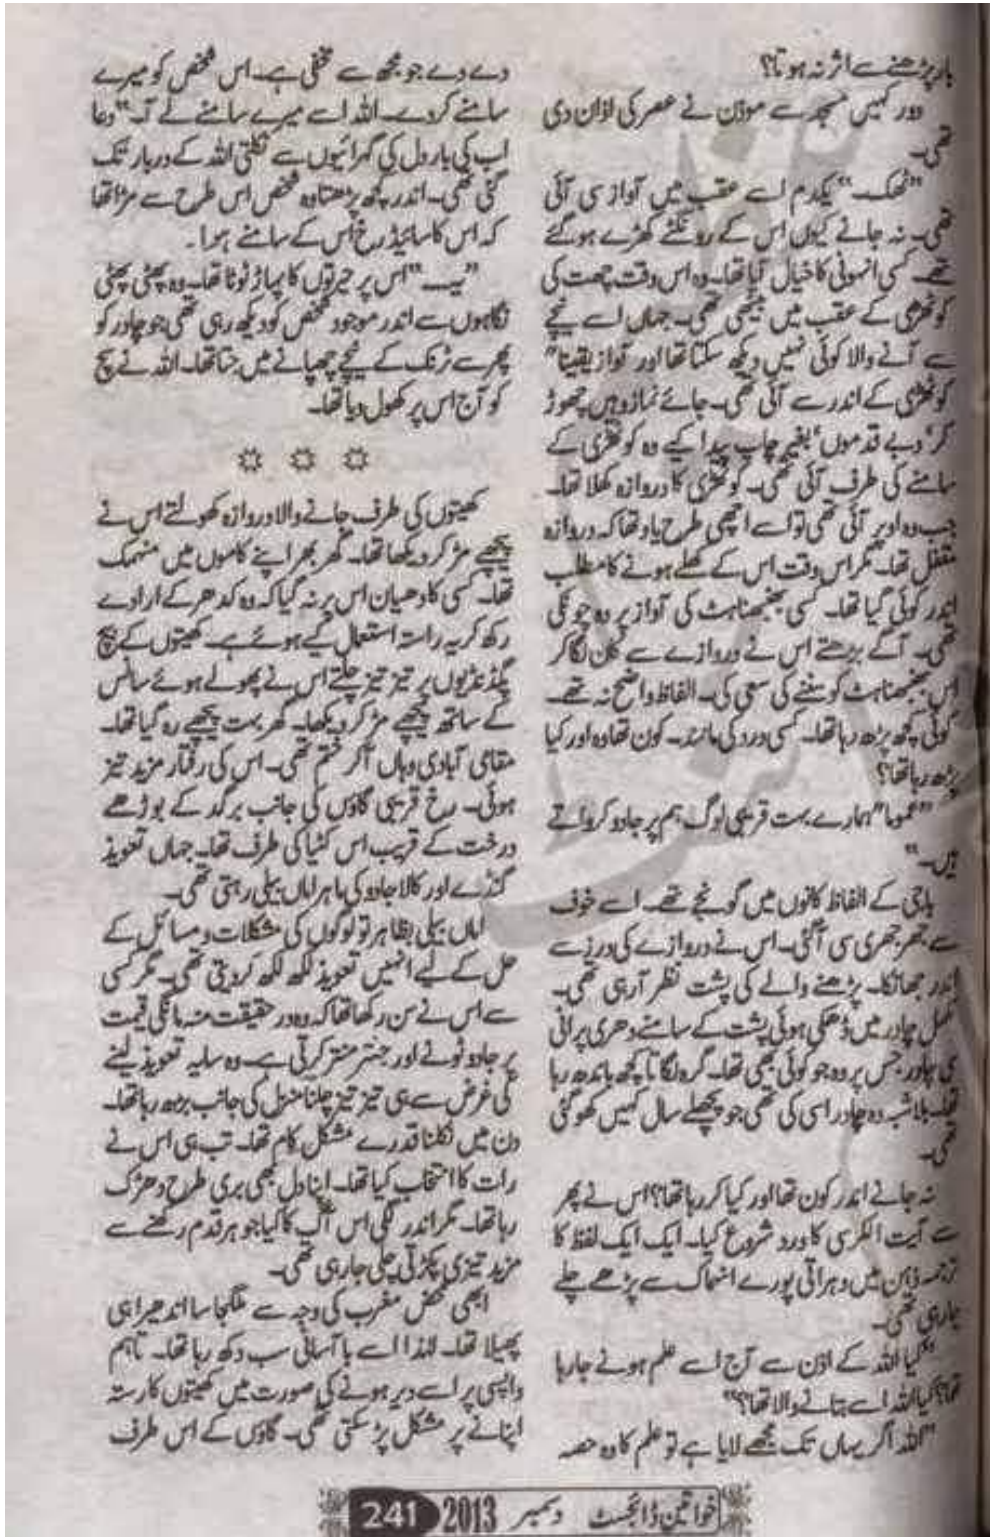 بار پڑھنے سے اثر نہ ہوتا؟
دور کہیں مسجد سے موذن نے عصر کی اذان دی
تھی۔
"ٹھک۔" یکدم اسے عقب میں آواز سی آئی
تھی۔ نہ جانے کیوں اس کے رونگٹے کھڑے ہو گئے
تھے۔ کسی انہونی کا خیال آیا تھا۔ وہ اس وقت چھت کی
کوٹھڑی کے عقب میں بیٹھی تھی۔ جہاں اسے نیچے
سے آنے والا کوئی نہیں دیکھ سکتا تھا اور آواز یقیناً"
کوٹھڑی کے اندر سے آئی تھی۔ جائے نماز وہیں چھوڑ
کر، دبے قدموں، بغیر چاپ پیدا کیے وہ کوٹھڑی کے
سامنے کی طرف آئی تھی۔ کوٹھڑی کا دروازہ کھلا تھا۔
جب وہ اوپر آئی تھی تو اسے اچھی طرح یاد تھا کہ دروازہ
مقفل تھا۔ مگر اس وقت اس کے کھلے ہونے کا مطلب
اندر کوئی گیا تھا۔ کسی بھنبھناہٹ کی آواز پر وہ چونکی
تھی۔ آگے بڑھتے اس نے دروازے سے کان لگا کر
اس بھنبھناہٹ کو سننے کی سعی کی۔ الفاظ واضح نہ تھے۔
کوئی کچھ پڑھ رہا تھا۔ کسی ورد کی مانند۔ کون تھا وہ اور کیا
پڑھ رہا تھا؟
"عموما" ہمارے بہت قریبی لوگ ہم پر جادو کرواتے
ہیں۔"
باجی کے الفاظ کانوں میں گونجے تھے۔ اسے خوف
سے جھرجھری سی آگئی۔ اس نے دروازے کی درز سے
اندر جھانکا۔ پڑھنے والے کی پشت نظر آ رہی تھی۔
مکمل چادر میں ڈھکی ہوئی پشت کے سامنے دھری پرانی
سی چادر جس پر وہ جو کوئی بھی تھا۔ گرہ لگاتا کچھ باندھ رہا
تھا۔ بلاشبہ وہ چادر اسی کی تھی جو پچھلے سال کہیں کھو گئی
تھی۔
نہ جانے اندر کون تھا اور کیا کر رہا تھا؟ اس نے پھر
سے آیت الکرسی کا ورد شروع کیا۔ ایک ایک لفظ کا
ترجمہ ذہن میں دہراتی پورے انہماک سے پڑھے چلے
جا رہی تھی۔
"کیا اللہ کے اذن سے آج اسے علم ہونے جا رہا
تھا؟ کیا اللہ اسے بتانے والا تھا؟"
"اللہ اگر یہاں تک مجھے لایا ہے تو علم کا وہ حصہ
دے دے جو مجھ سے مخفی ہے۔ اس شخص کو میرے
سامنے کر دے۔ اللہ اسے میرے سامنے لے آ۔" دعا
اب کی بار دل کی گہرائیوں سے نکلتی اللہ کے دربار تک
گئی تھی۔ اندر کچھ پڑھتا وہ شخص اس طرح سے مڑا تھا
کہ اس کا سائیڈ رخ اس کے سامنے ہوا۔
"یہ۔" اس پر حیرتوں کا پہاڑ ٹوٹا تھا۔ وہ پھٹی پھٹی
نگاہوں سے اندر موجود شخص کو دیکھ رہی تھی جو چادر کو
پھر سے ٹرنک کے نیچے چھپانے میں جتا تھا۔ اللہ نے سچ
کو آج اس پر کھول دیا تھا۔
کھیتوں کی طرف جانے والا دروازہ کھولتے اس نے
پیچھے مڑ کر دیکھا تھا۔ گھر بھر اپنے کاموں میں منہمک
تھا۔ کسی کا دھیان اس پر نہ گیا کہ وہ کدھر کے ارادے
رکھ کر یہ راستہ استعمال کیے ہوئے ہے۔ کھیتوں کے بیچ
پگڈنڈیوں پر تیز تیز چلتے اس نے پھولے ہوئے سانس
کے ساتھ پیچھے مڑ کر دیکھا۔ گھر بہت پیچھے رہ گیا تھا۔
مقامی آبادی وہاں آکر ختم تھی۔ اس کی رفتار مزید تیز
ہوئی۔ رخ قریبی گاؤں کی جانب برگد کے بوڑھے
درخت کے قریب اس کٹیا کی طرف تھا۔ جہاں تعویذ
گنڈے اور کالا جادو کی ماہر اماں بیلی رہتی تھی۔
اماں بیلی بظاہر تو لوگوں کی مشکلات و مسائل کے
حل کے لیے انہیں تعویذ لکھ لکھ کر دیتی تھی۔ مگر کسی
سے اس نے سن رکھا تھا کہ وہ در حقیقت منہ مانگی قیمت
پر جادو ٹونے اور جنتر منتر کرتی ہے۔ وہ سایہ تعویذ لینے
کی غرض سے ہی تیز تیز چلتا منزل کی جانب بڑھ رہا تھا۔
دن میں نکلنا قدرے مشکل کام تھا۔ تب ہی اس نے
رات کا انتخاب کیا تھا۔ اپنا دل بھی بری طرح دھڑک
رہا تھا۔ مگر اندر لگی اس آگ کا کیا جو ہر قدم رکھنے سے
مزید تیزی پکڑتی چلی جا رہی تھی۔
ابھی محض مغرب کی وجہ سے ملگجا سا اندھیرا ہی
پھیلا تھا۔ لہٰذا اسے با آسانی سب دکھ رہا تھا۔ تاہم
واپسی پر اسے دیر ہونے کی صورت میں کھیتوں کا رستہ
اپنانے پر مشکل پڑ سکتی تھی۔ گاؤں کے اس طرف
خواتین ڈائجسٹ دسمبر 2013 241